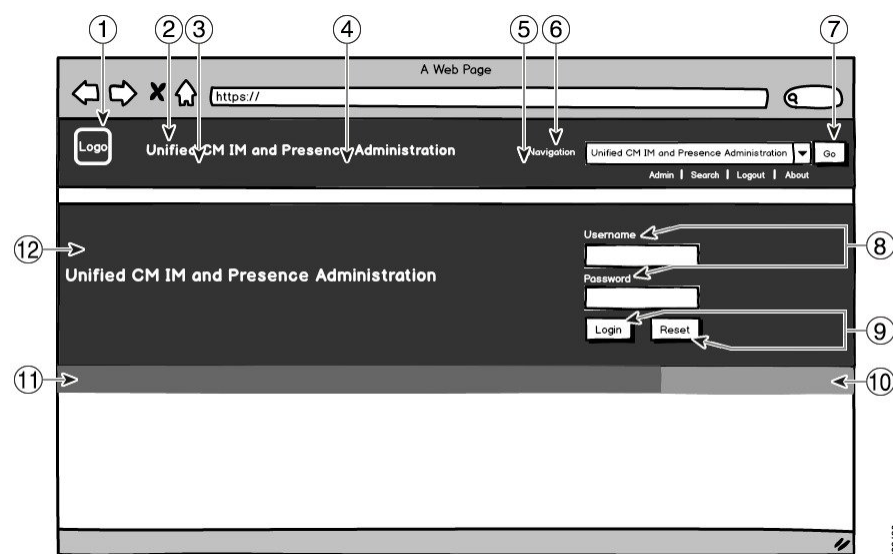 1 2 3 4 5 6 7
A Web Page
https://
Logo
Unified CM IM and Presence Administration
Navigation
Unified CM IM and Presence Administration
Go
Admin | Search | Logout | About
12
Unified CM IM and Presence Administration
Username
8
Password
Login
Reset
9
11
10